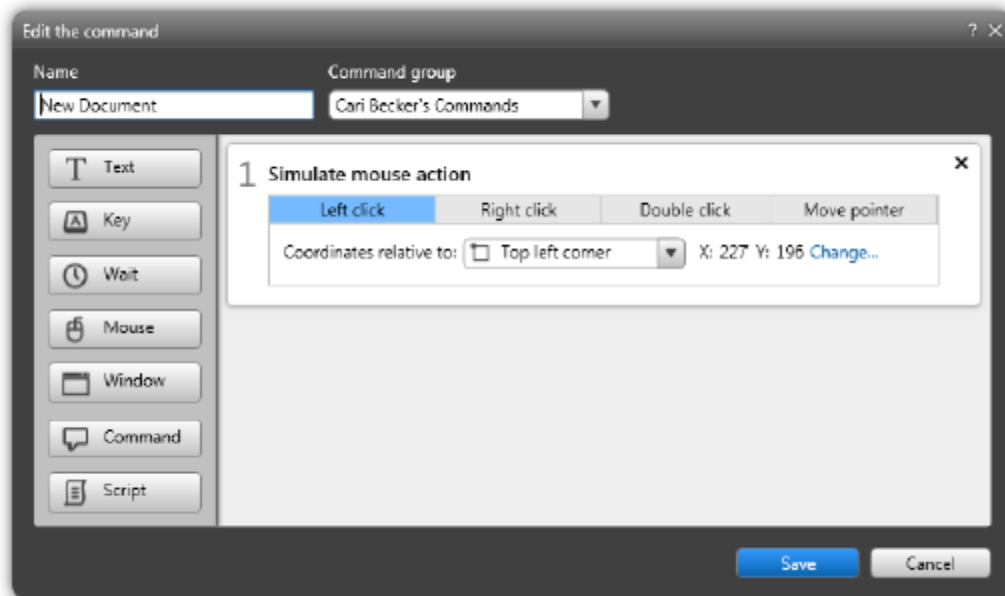 Edit the command
? ×
Name
Command group
New Document
Cari Becker's Commands
T Text
A Key
Wait
Mouse
Window
Command
Script
1 Simulate mouse action
Left click Right click Double click Move pointer
Coordinates relative to: Top left corner X: 227 Y: 196 Change...
Save Cancel